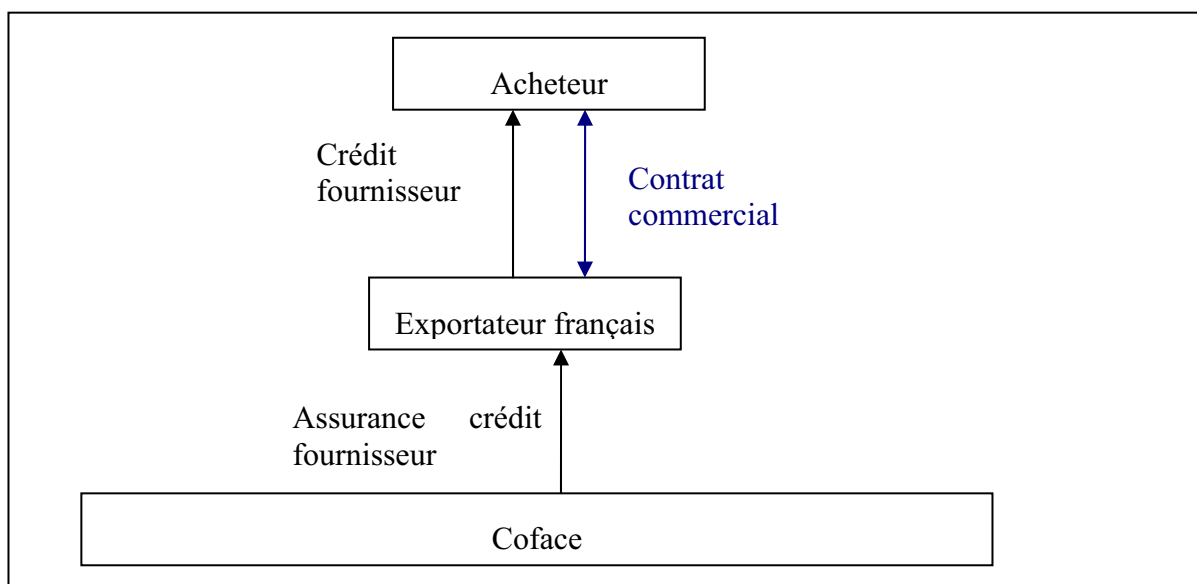 Acheteur
Crédit
fournisseur
Contrat
commercial
Exportateur français
Assurance crédit
fournisseur
Coface